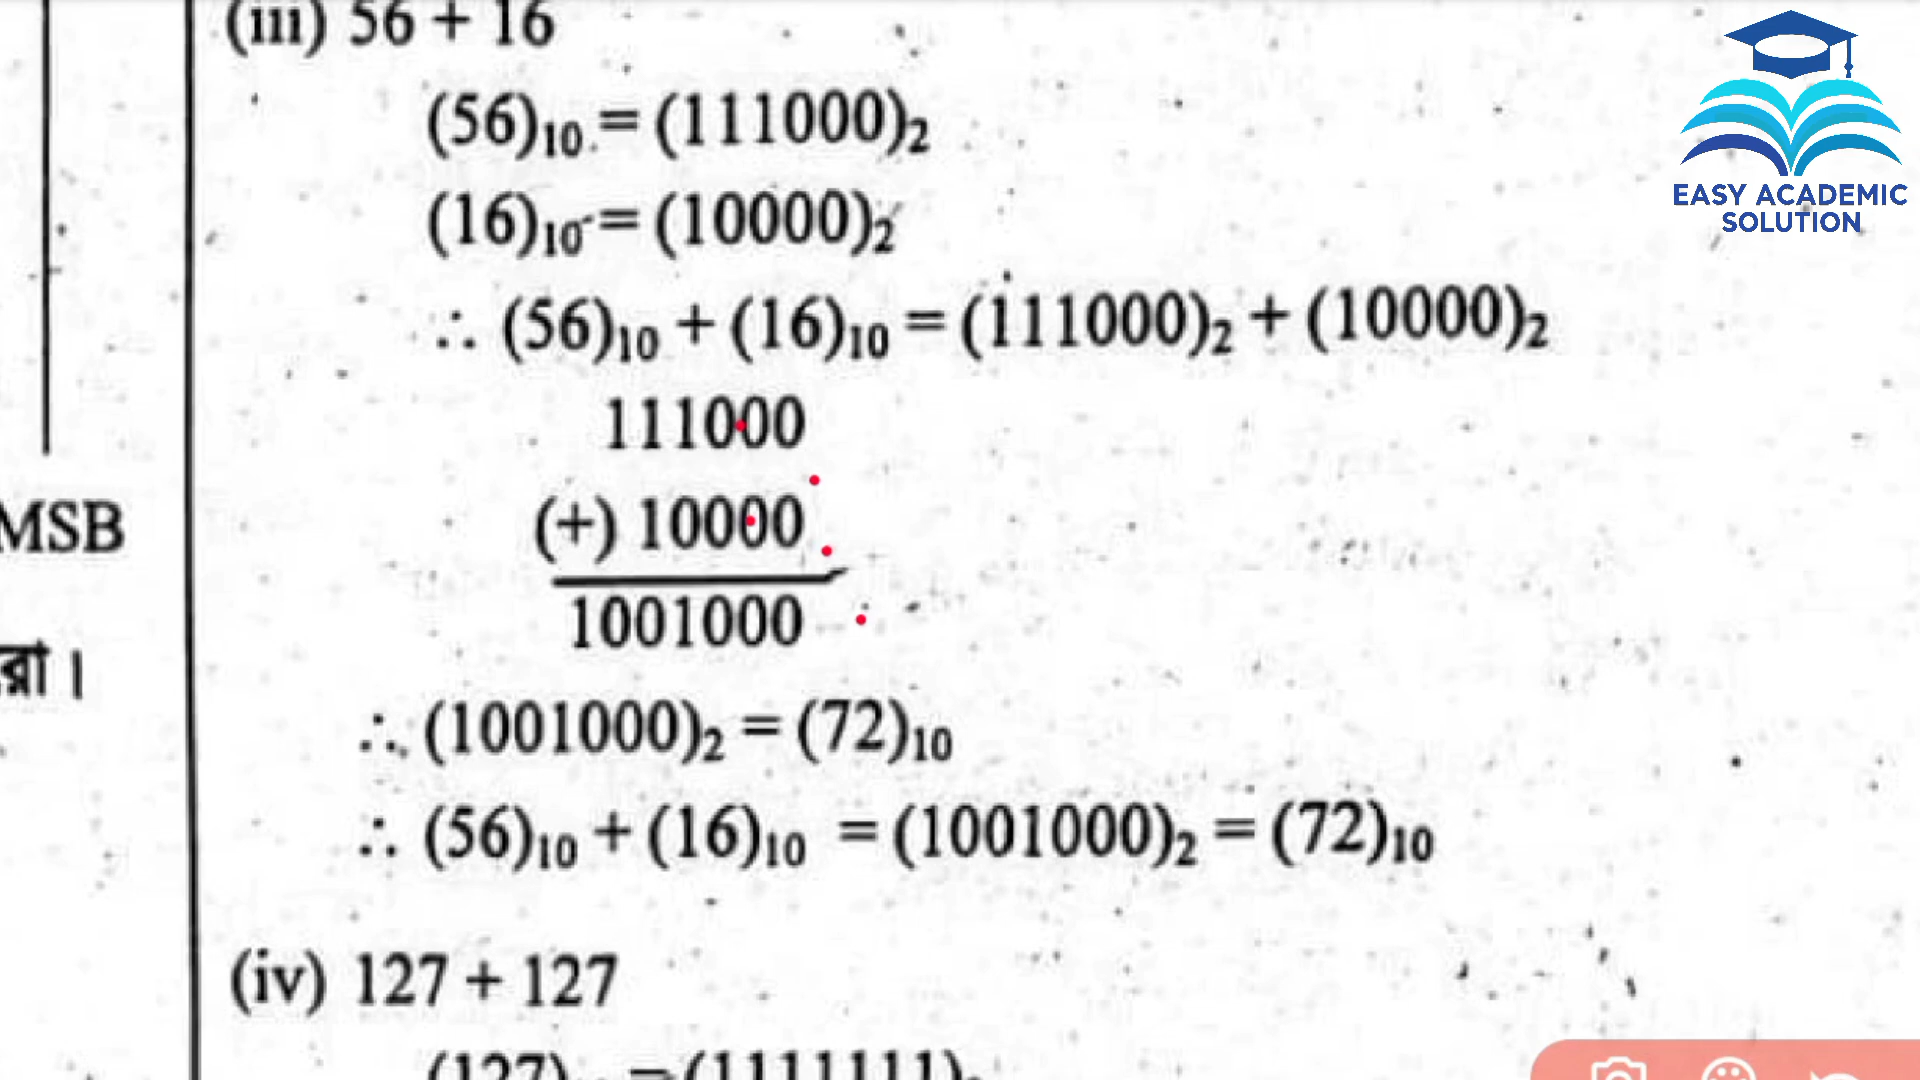 (iii) 56 + 16
(56)₁₀ = (111000)₂
(16)₁₀ = (10000)₂
∴ (56)₁₀ + (16)₁₀ = (111000)₂ + (10000)₂
111000
(+) 10000
1001000
∴ (1001000)₂ = (72)₁₀
∴ (56)₁₀ + (16)₁₀ = (1001000)₂ = (72)₁₀
(iv) 127 + 127
(127) = (1111111)
MSB
EASY ACADEMIC
SOLUTION